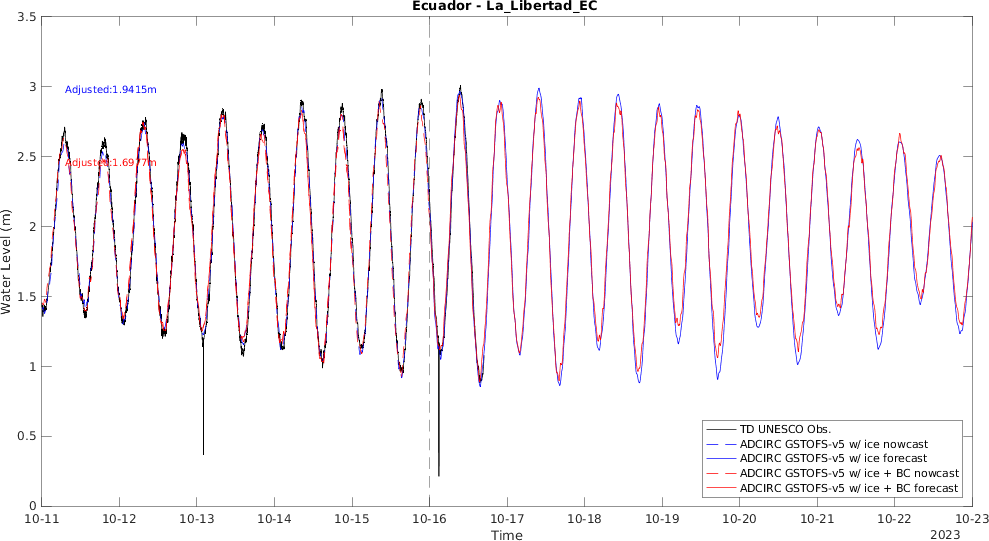 Ecuador - La_Libertad_EC
3.5
3
2.5
2
1.5
1
0.5
0
Water Level (m)
Adjusted:1.9415m
Adjusted:1.6977m
TD UNESCO Obs.
ADCIRC GSTOFS-v5 w/ ice nowcast
ADCIRC GSTOFS-v5 w/ ice forecast
ADCIRC GSTOFS-v5 w/ ice + BC nowcast
ADCIRC GSTOFS-v5 w/ ice + BC forecast
10-11 10-12 10-13 10-14 10-15 10-16 10-17 10-18 10-19 10-20 10-21 10-22 10-23
Time
2023